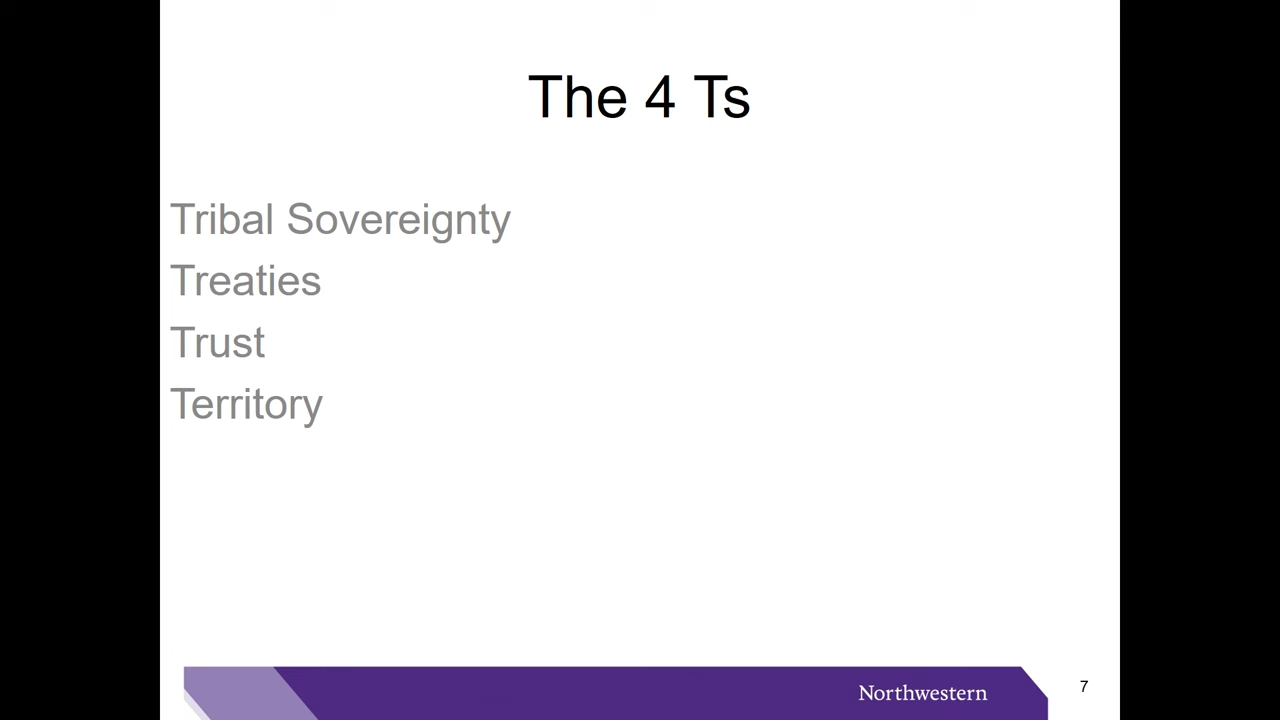 The 4 Ts
Tribal Sovereignty
Treaties
Trust
Territory
Northwestern
7